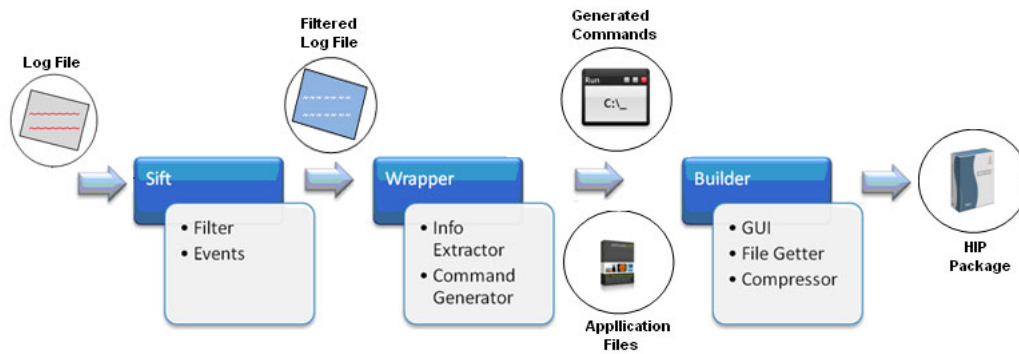 Log File
Filtered
Log File
Generated
Commands
Run
C:\_
Sift
• Filter
• Events
Wrapper
• Info
Extractor
• Command
Generator
Appllication
Files
Builder
• GUI
• File Getter
• Compressor
HIP
Package